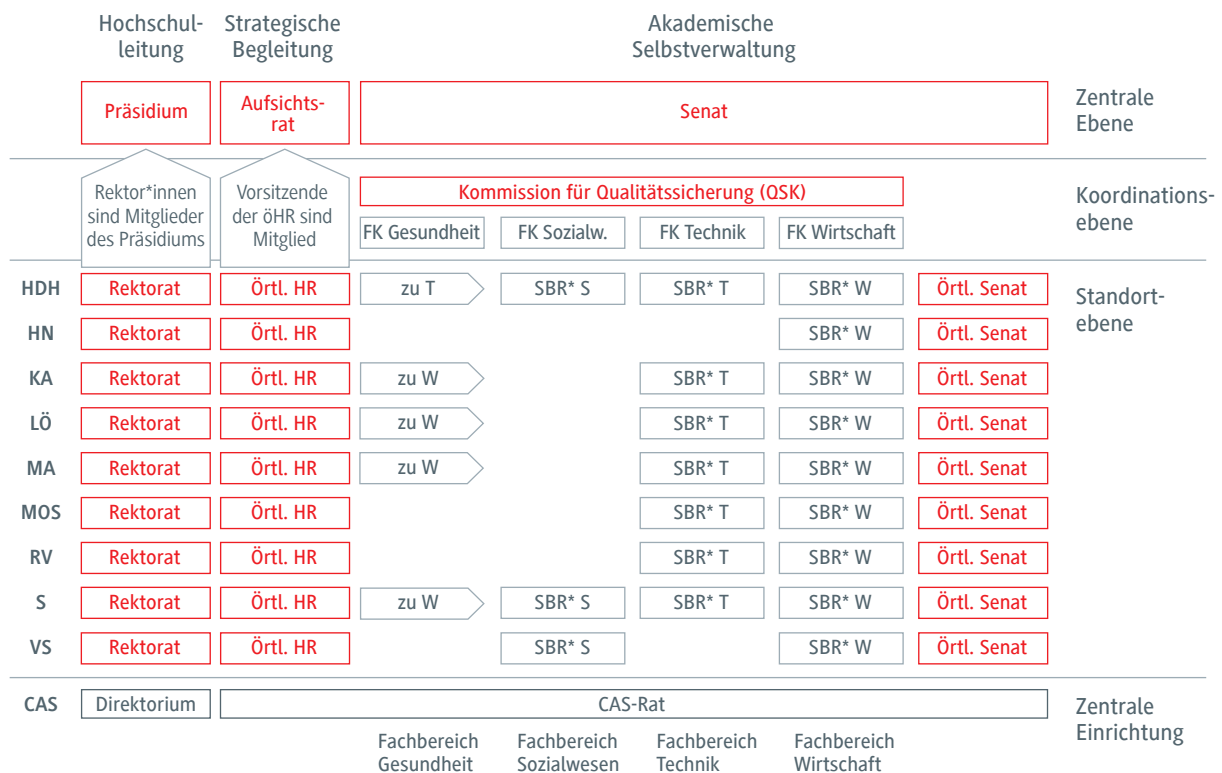 Hochschul-
leitung
Strategische
Begleitung
Akademische
Selbstverwaltung
Präsidium
Aufsichts-
rat
Senat
Zentrale
Ebene
Rektor*innen
sind Mitglieder
des Präsidiums
Vorsitzende
der öHR sind
Mitglied
Kommission für Qualitätssicherung (QSK)
FK Gesundheit
FK Sozialw.
FK Technik
FK Wirtschaft
Koordinations-
ebene
HDH Rektorat Örtl. HR zu T SBR* S SBR* T SBR* W Örtl. Senat
Standort-
ebene
HN Rektorat Örtl. HR SBR* W Örtl. Senat
KA Rektorat Örtl. HR zu W SBR* T SBR* W Örtl. Senat
LÖ Rektorat Örtl. HR zu W SBR* T SBR* W Örtl. Senat
MA Rektorat Örtl. HR zu W SBR* T SBR* W Örtl. Senat
MOS Rektorat Örtl. HR SBR* T SBR* W Örtl. Senat
RV Rektorat Örtl. HR SBR* T SBR* W Örtl. Senat
S Rektorat Örtl. HR zu W SBR* S SBR* T SBR* W Örtl. Senat
VS Rektorat Örtl. HR SBR* S SBR* W Örtl. Senat
CAS Direktorium CAS-Rat
Zentrale
Einrichtung
Fachbereich
Gesundheit
Fachbereich
Sozialwesen
Fachbereich
Technik
Fachbereich
Wirtschaft